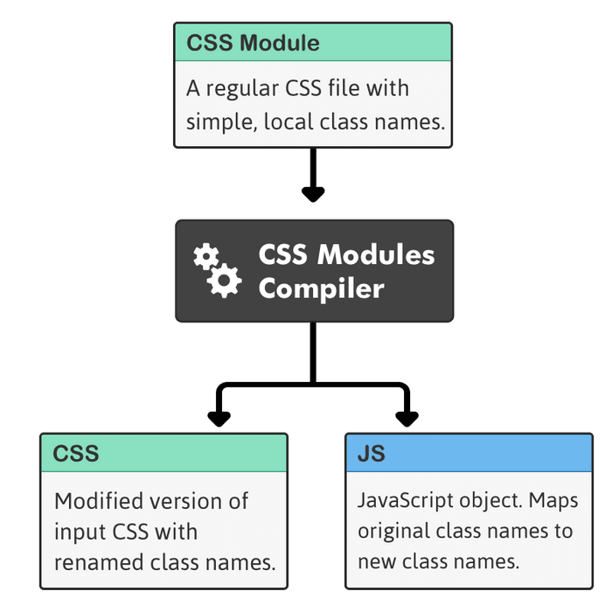 CSS Module
A regular CSS file with
simple, local class names.
CSS Modules
Compiler
CSS
Modified version of
input CSS with
renamed class names.
JS
JavaScript object. Maps
original class names to
new class names.